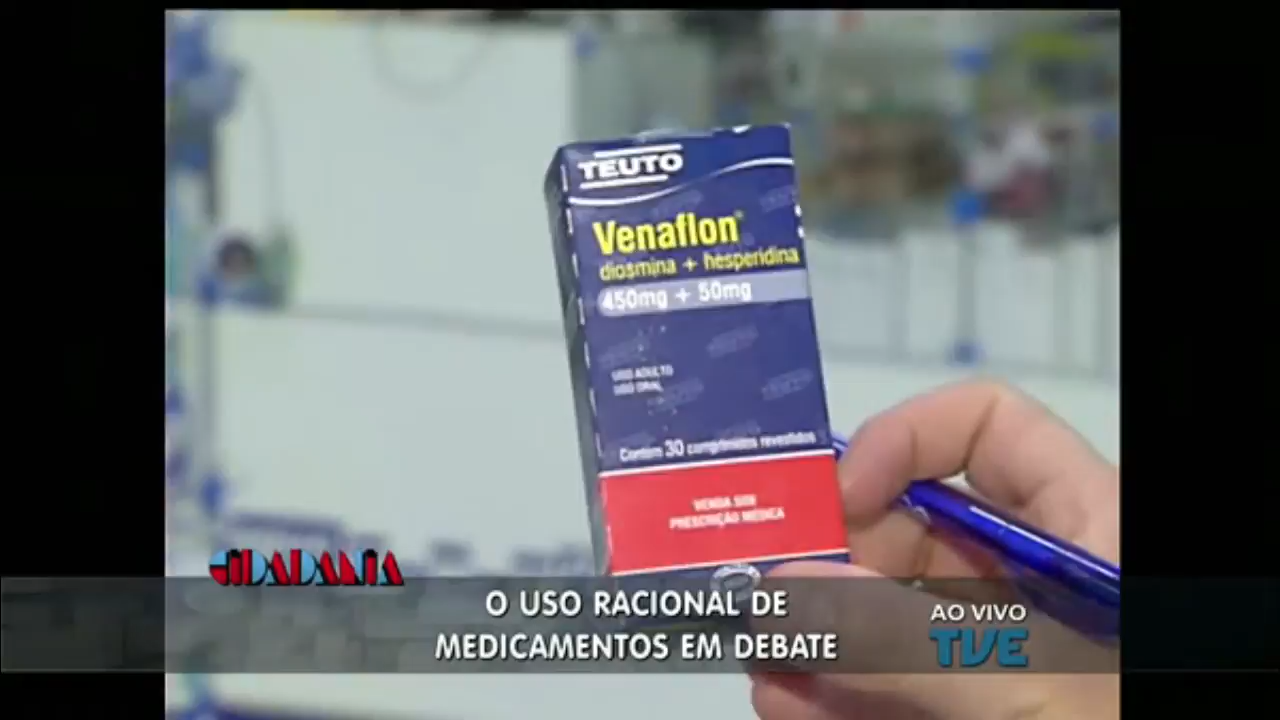 TEUTO
Venaflon®
diosmina + hesperidina
450mg + 50mg
USO ADULTO
USO ORAL
Contém 30 comprimidos revestidos
VENDA SOB
PRESCRIÇÃO MÉDICA
CIDADANIA
O USO RACIONAL DE
MEDICAMENTOS EM DEBATE
AO VIVO
TVE